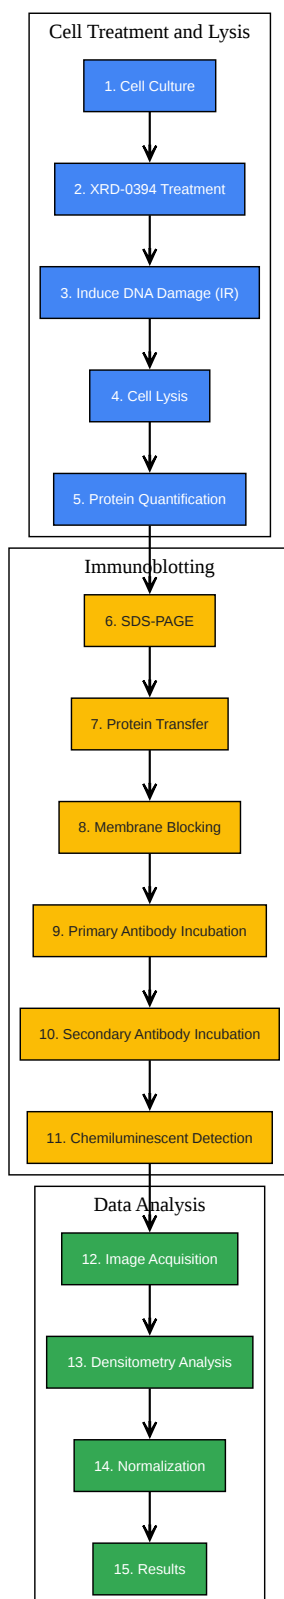 Cell Treatment and Lysis
1. Cell Culture
2. XRD-0394 Treatment
3. Induce DNA Damage (IR)
4. Cell Lysis
5. Protein Quantification
Immunoblotting
6. SDS-PAGE
7. Protein Transfer
8. Membrane Blocking
9. Primary Antibody Incubation
10. Secondary Antibody Incubation
11. Chemiluminescent Detection
Data Analysis
12. Image Acquisition
13. Densitometry Analysis
14. Normalization
15. Results